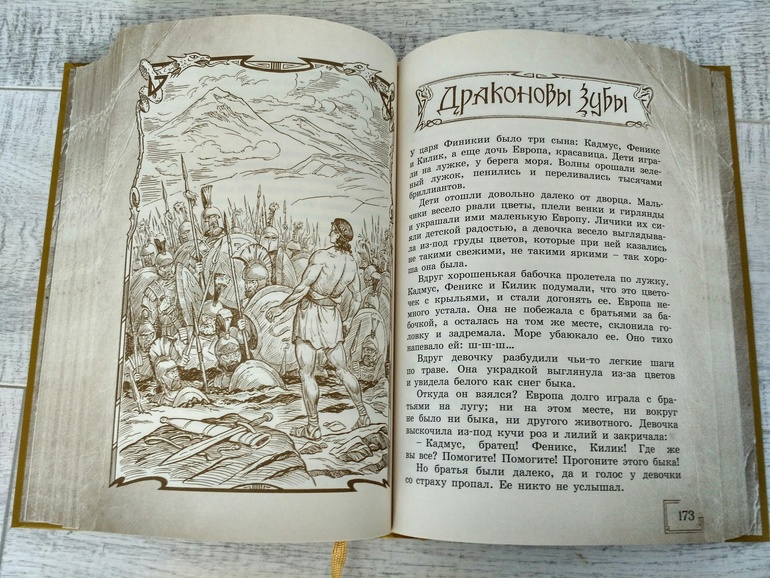 Драконовы зубы
У царя Финикии было три сына: Кадмус, Феникс
и Килик, а еще дочь Европа, красавица. Дети игра-
ли на лужке, у берега моря. Волны орошали зеле-
ный лужок, пенились и переливались тысячами
бриллиантов.
Дети отошли довольно далеко от дворца. Маль-
чики весело рвали цветы, плели венки и гирлянды
и украшали ими маленькую Европу. Личики их си-
яли детской радостью, а девочка весело выглядыва-
ла из-под груды цветов, которые при ней казались
не такими свежими, не такими яркими – так хоро-
ша она была.
Вдруг хорошенькая бабочка пролетела по лужку.
Кадмус, Феникс и Килик подумали, что это цвето-
чек с крыльями, и стали догонять ее. Европа не-
много устала. Она не побежала с братьями за ба-
бочкой, а осталась на том же месте, склонила го-
ловку и задремала. Море убаюкало ее. Оно тихо
напевало ей: ш-ш-ш...
Вдруг девочку разбудили чьи-то легкие шаги
по траве. Она украдкой выглянула из-за цветов
и увидела белого как снег быка.
Откуда он взялся? Европа долго играла с бра-
тьями на лугу; ни на этом месте, ни вокруг
не было ни быка, ни другого животного. Девочка
выскочила из-под кучи роз и лилий и закричала:
– Кадмус, братец! Феникс, Килик! Где же
вы все? Помогите! Помогите! Прогоните этого быка!
Но братья были далеко, да и голос у девочки
со страху пропал. Ее никто не услышал.
173